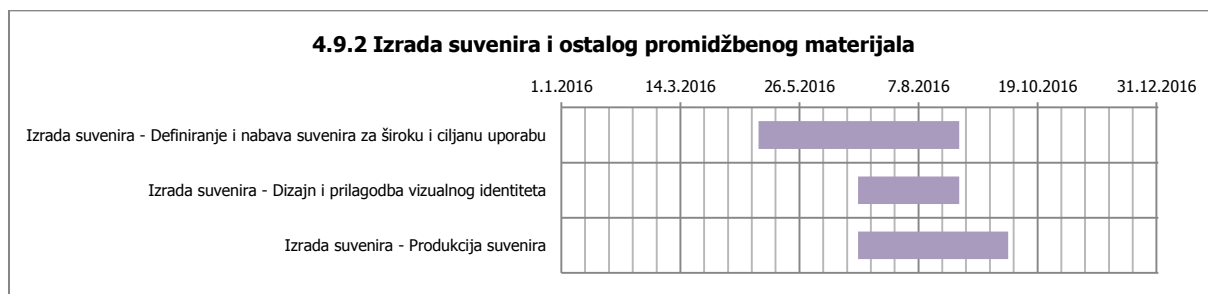 4.9.2 Izrada suvenira i ostalog promidžbenog materijala
1.1.2016 14.3.2016 26.5.2016 7.8.2016 19.10.2016 31.12.2016
Izrada suvenira - Definiranje i nabava suvenira za široku i ciljanu uporabu
Izrada suvenira - Dizajn i prilagodba vizualnog identiteta
Izrada suvenira - Produkcija suvenira